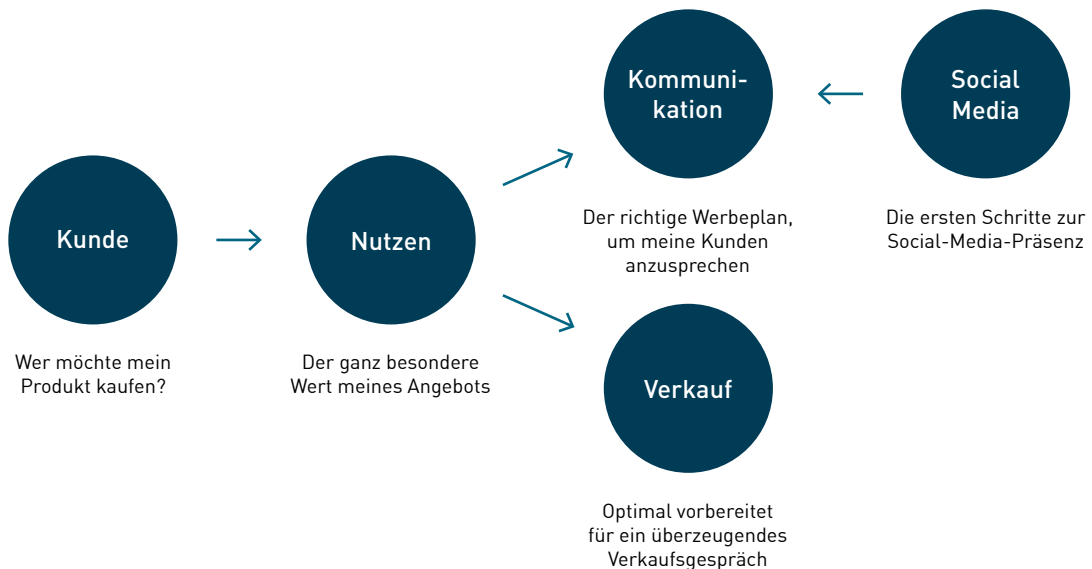 Kunde
Wer möchte mein
Produkt kaufen?
Nutzen
Der ganz besondere
Wert meines Angebots
Kommuni-
kation
Der richtige Werbeplan,
um meine Kunden
anzusprechen
Social
Media
Die ersten Schritte zur
Social-Media-Präsenz
Verkauf
Optimal vorbereitet
für ein überzeugendes
Verkaufsgespräch